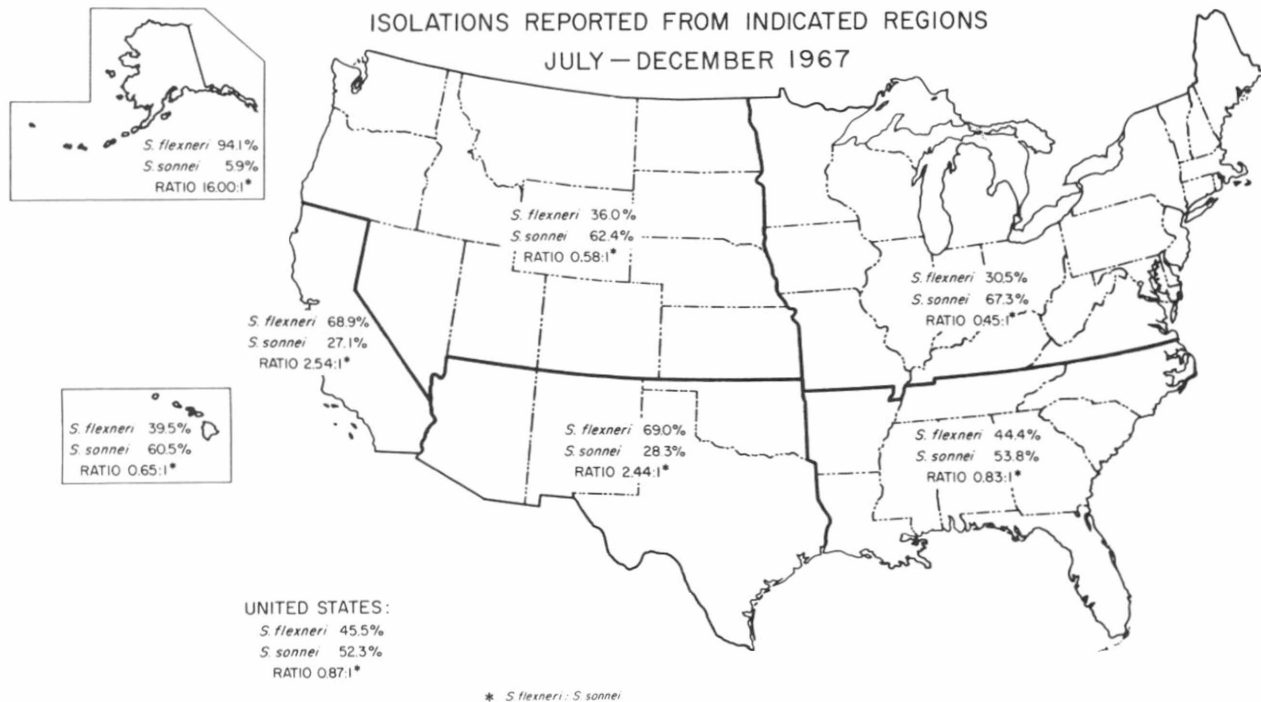 ISOLATIONS REPORTED FROM INDICATED REGIONS
JULY — DECEMBER 1967
S. flexneri 94.1%
S. sonnei 5.9%
RATIO 16.00:1*
S. flexneri 36.0%
S. sonnei 62.4%
RATIO 0.58:1*
S. flexneri 30.5%
S. sonnei 67.3%
RATIO 0.45:1*
S. flexneri 68.9%
S. sonnei 27.1%
RATIO 2.54:1*
S. flexneri 39.5%
S. sonnei 60.5%
RATIO 0.65:1*
S. flexneri 69.0%
S. sonnei 28.3%
RATIO 2.44:1*
S. flexneri 44.4%
S. sonnei 53.8%
RATIO 0.83:1*
UNITED STATES:
S. flexneri 45.5%
S. sonnei 52.3%
RATIO 0.87:1*
* S flexneri : S sonnei